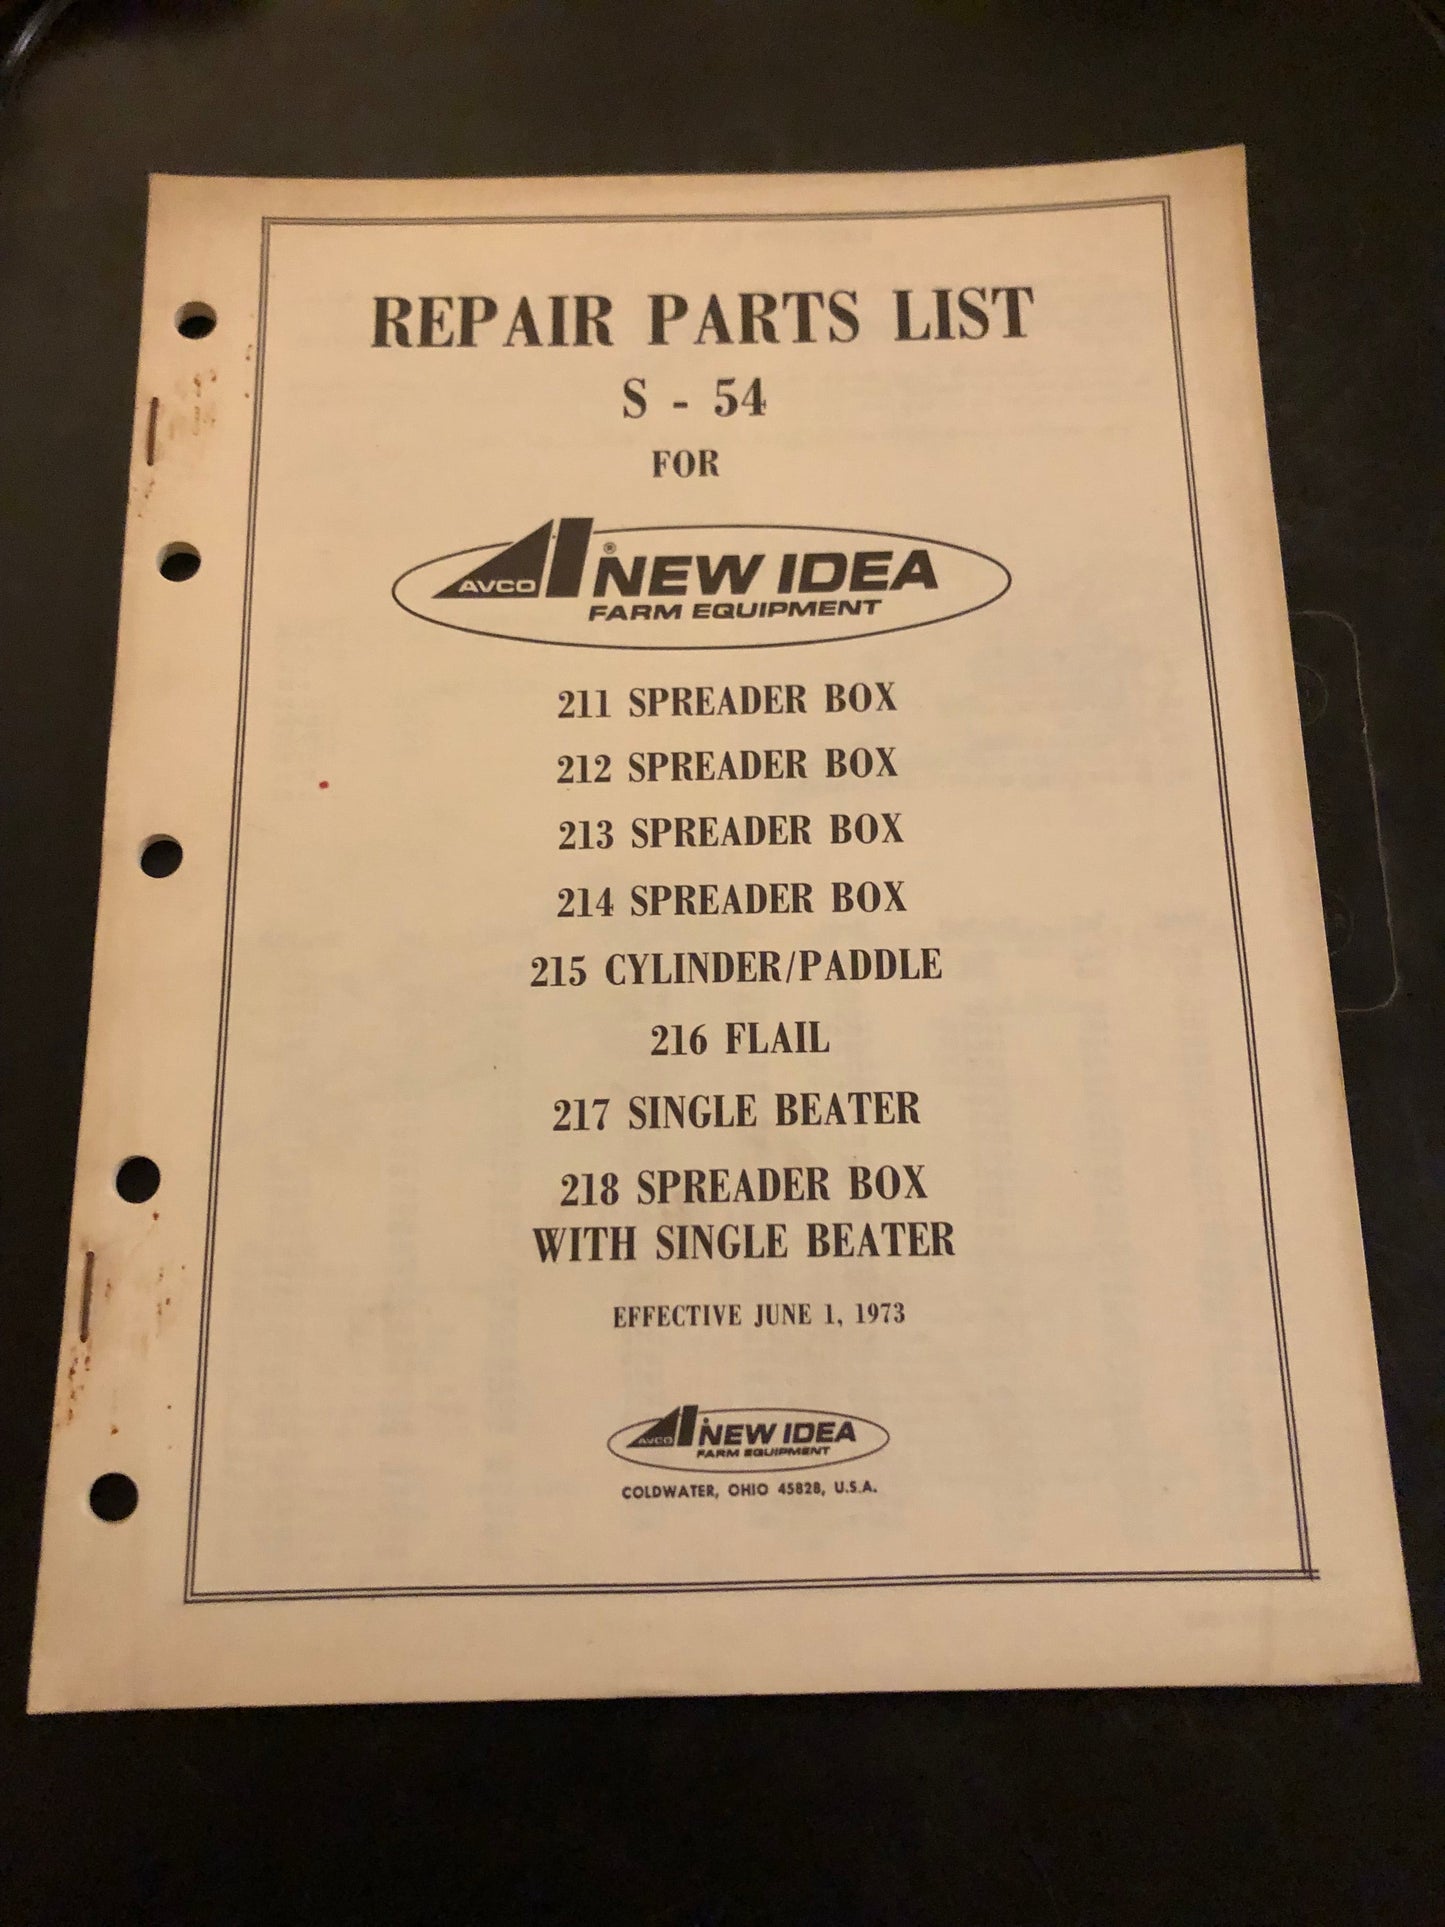 REPAIR PARTS LIST
S - 54
FOR
AVCO ® NEW IDEA
FARM EQUIPMENT
211 SPREADER BOX
212 SPREADER BOX
213 SPREADER BOX
214 SPREADER BOX
215 CYLINDER/PADDLE
216 FLAIL
217 SINGLE BEATER
218 SPREADER BOX
WITH SINGLE BEATER
EFFECTIVE JUNE 1, 1973
AVCO NEW IDEA
FARM EQUIPMENT
COLDWATER, OHIO 45828, U.S.A.